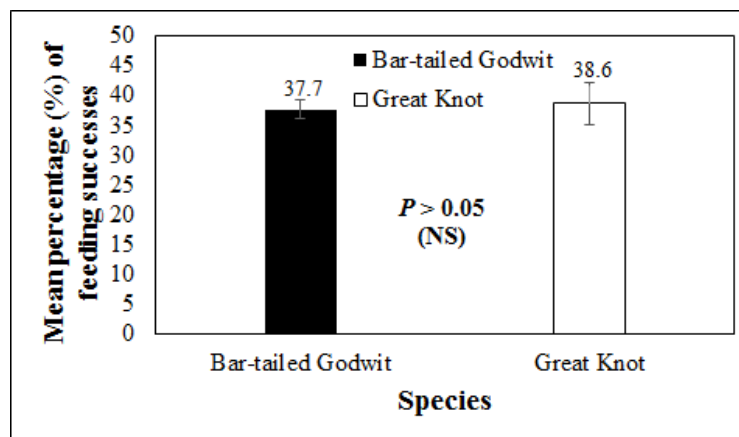 Mean percentage (%) of
feeding successes
50
45
40
35
30
25
20
15
10
5
0
Bar-tailed Godwit
Great Knot
37.7
38.6
P > 0.05
(NS)
Bar-tailed Godwit
Great Knot
Species